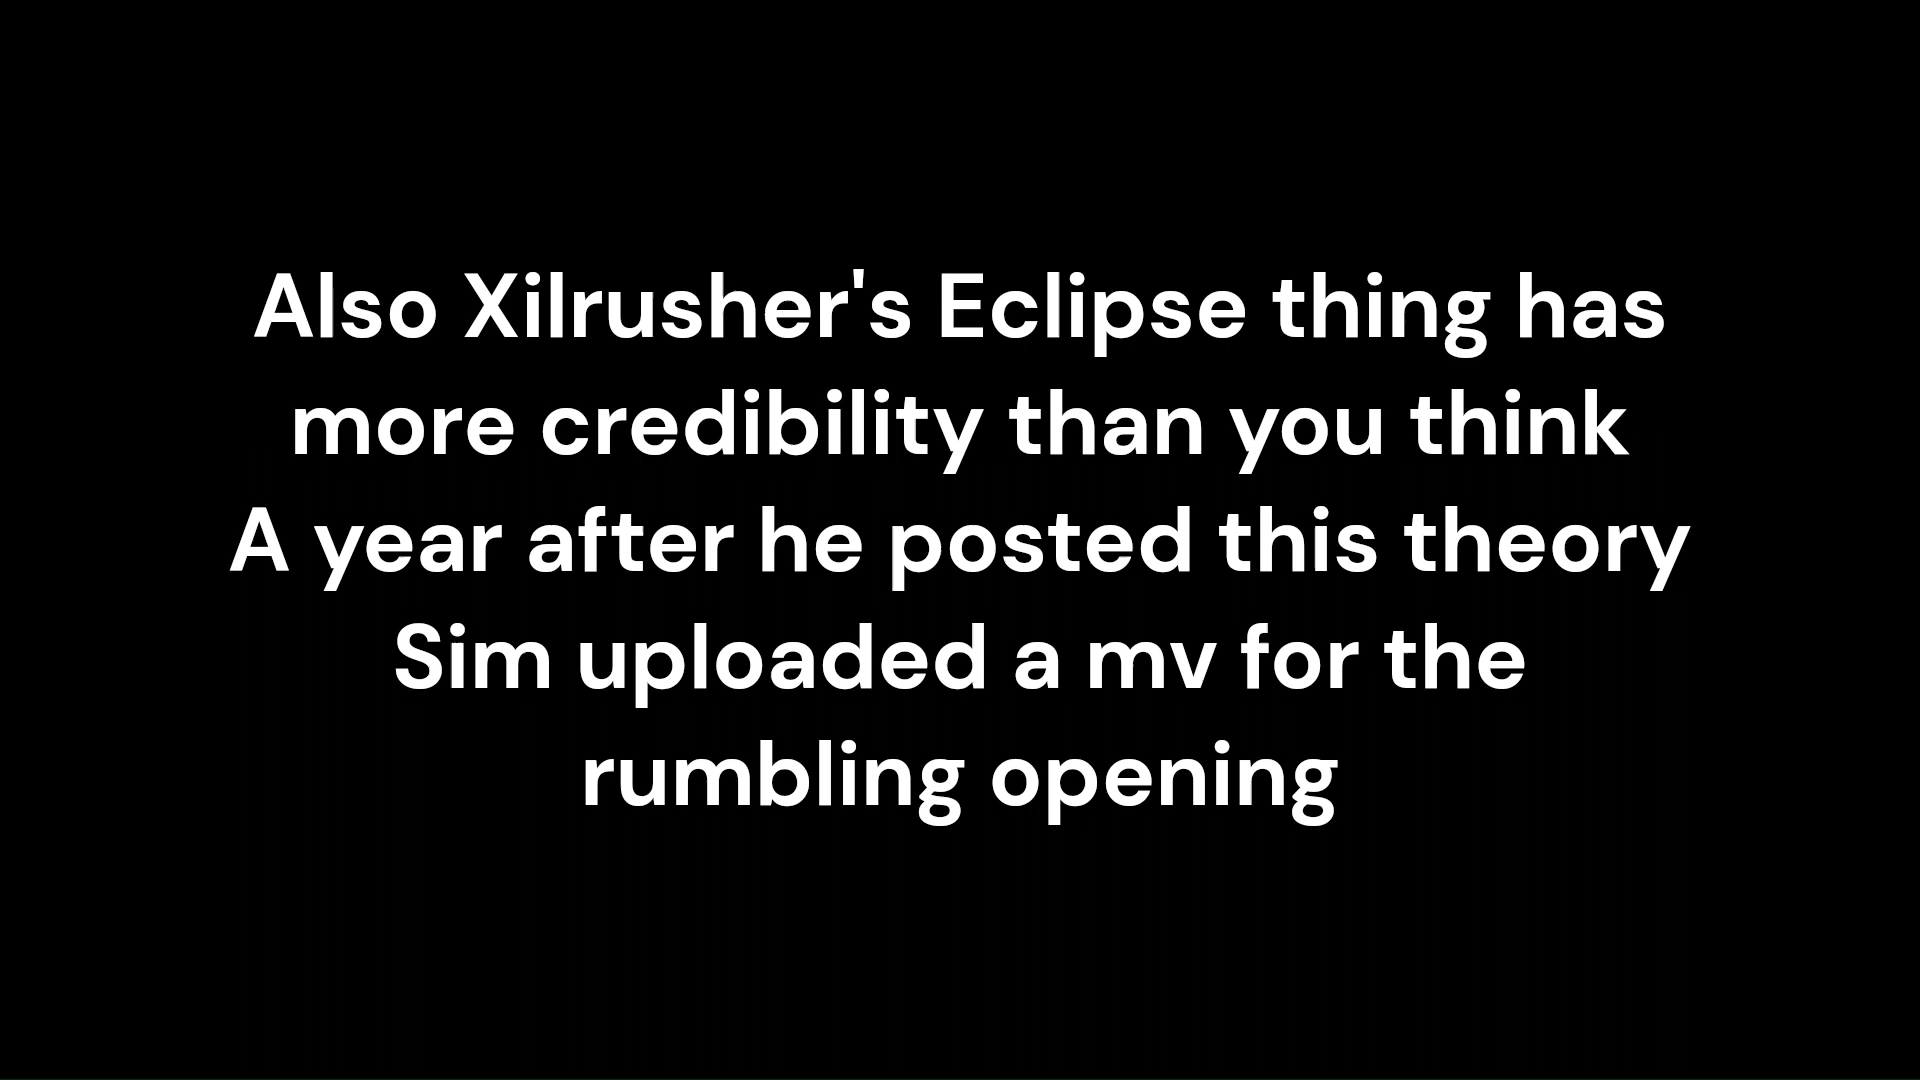 Also Xilrusher's Eclipse thing has
more credibility than you think
A year after he posted this theory
Sim uploaded a mv for the
rumbling opening